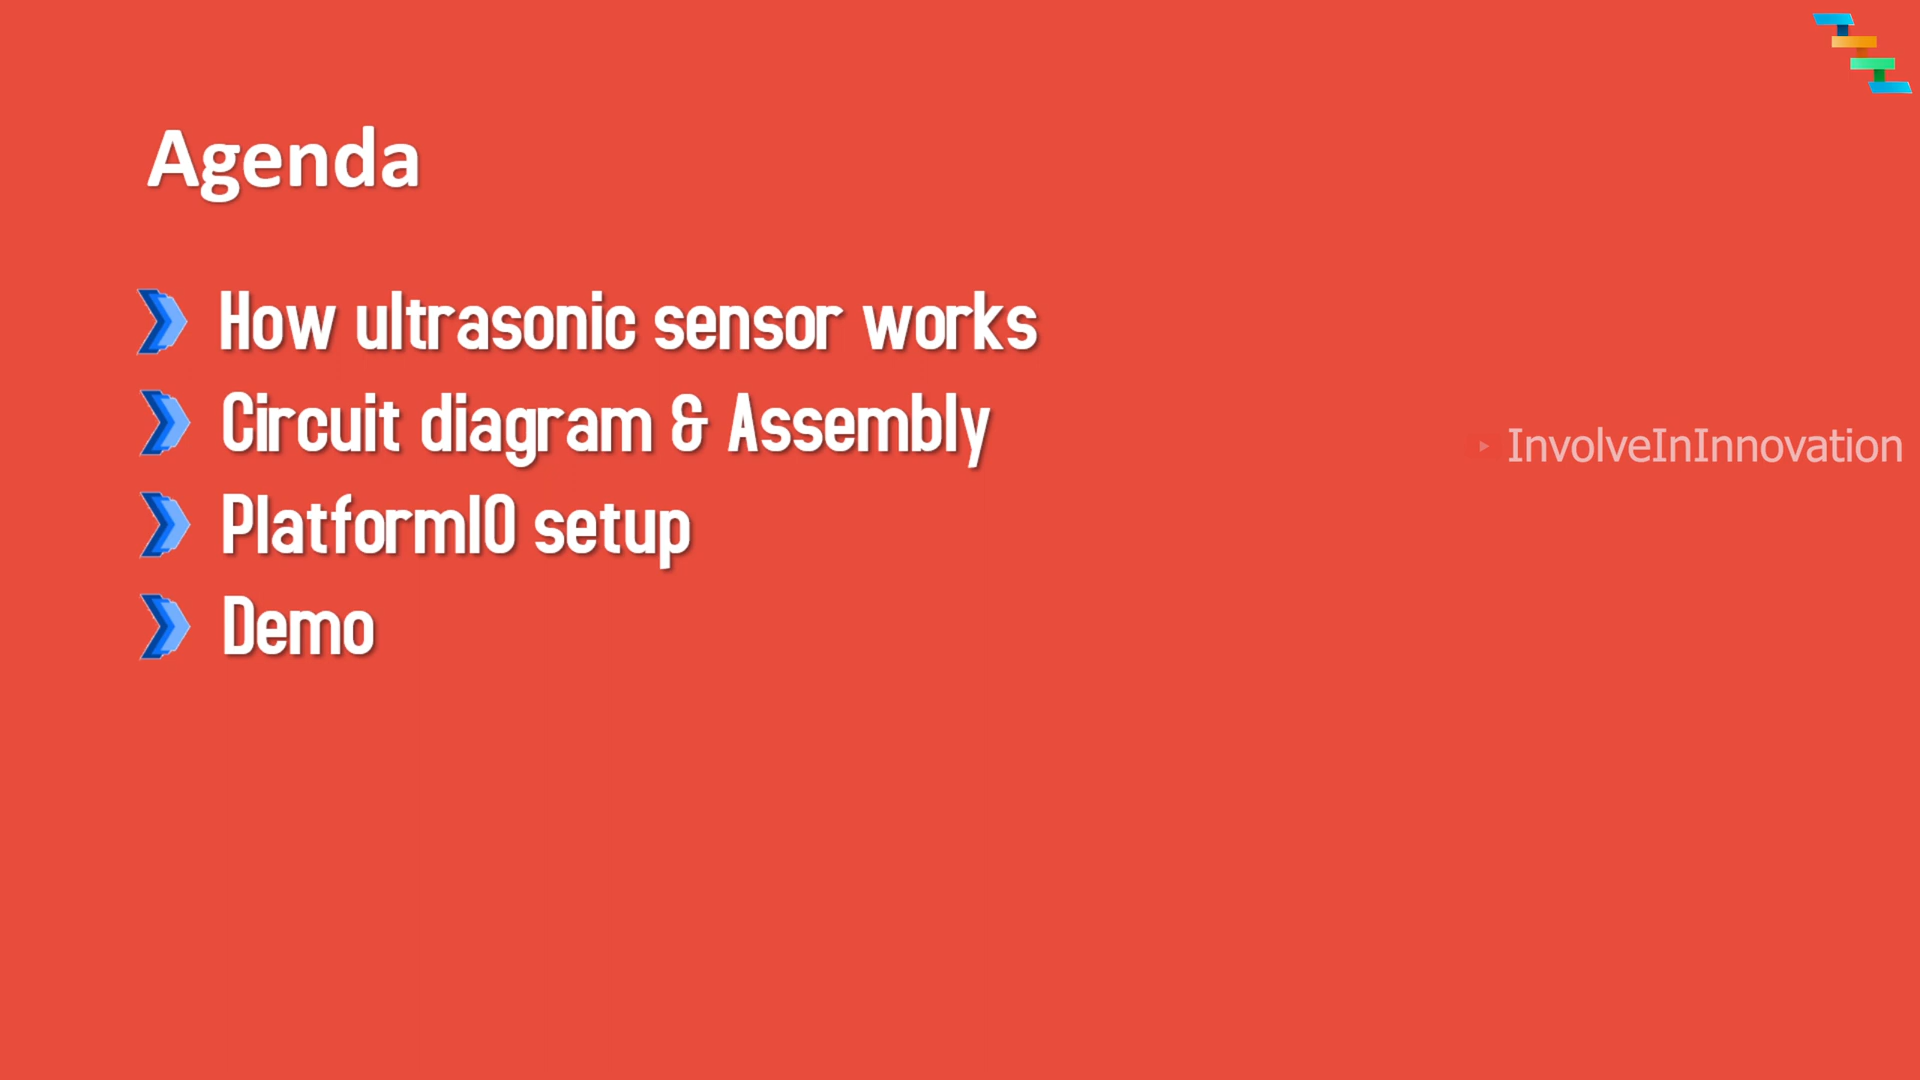 Agenda
How ultrasonic sensor works
Circuit diagram & Assembly
InvolveInInnovation
PlatformIO setup
Demo